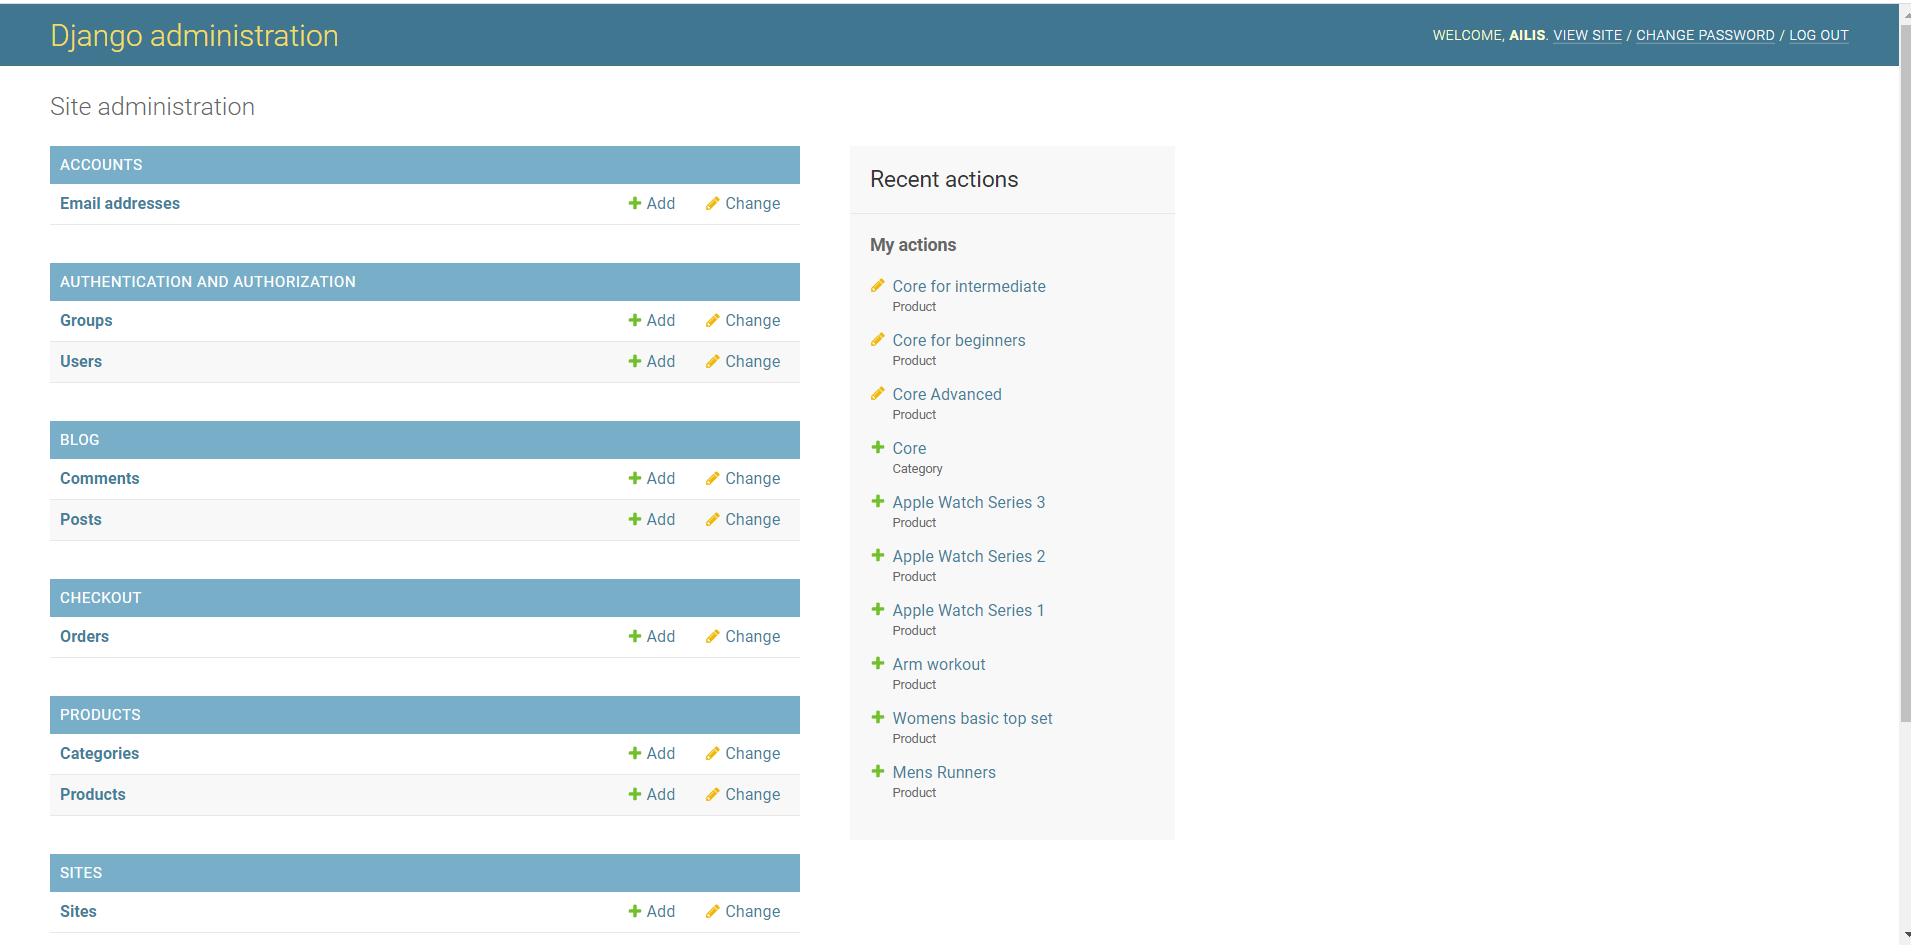 Django administration
WELCOME, AILIS. VIEW SITE / CHANGE PASSWORD / LOG OUT
Site administration
ACCOUNTS
Email addresses Add Change
AUTHENTICATION AND AUTHORIZATION
Groups Add Change
Users Add Change
BLOG
Comments Add Change
Posts Add Change
CHECKOUT
Orders Add Change
PRODUCTS
Categories Add Change
Products Add Change
SITES
Sites Add Change
Recent actions
My actions
Core for intermediate
Product
Core for beginners
Product
Core Advanced
Product
Core
Category
Apple Watch Series 3
Product
Apple Watch Series 2
Product
Apple Watch Series 1
Product
Arm workout
Product
Womens basic top set
Product
Mens Runners
Product